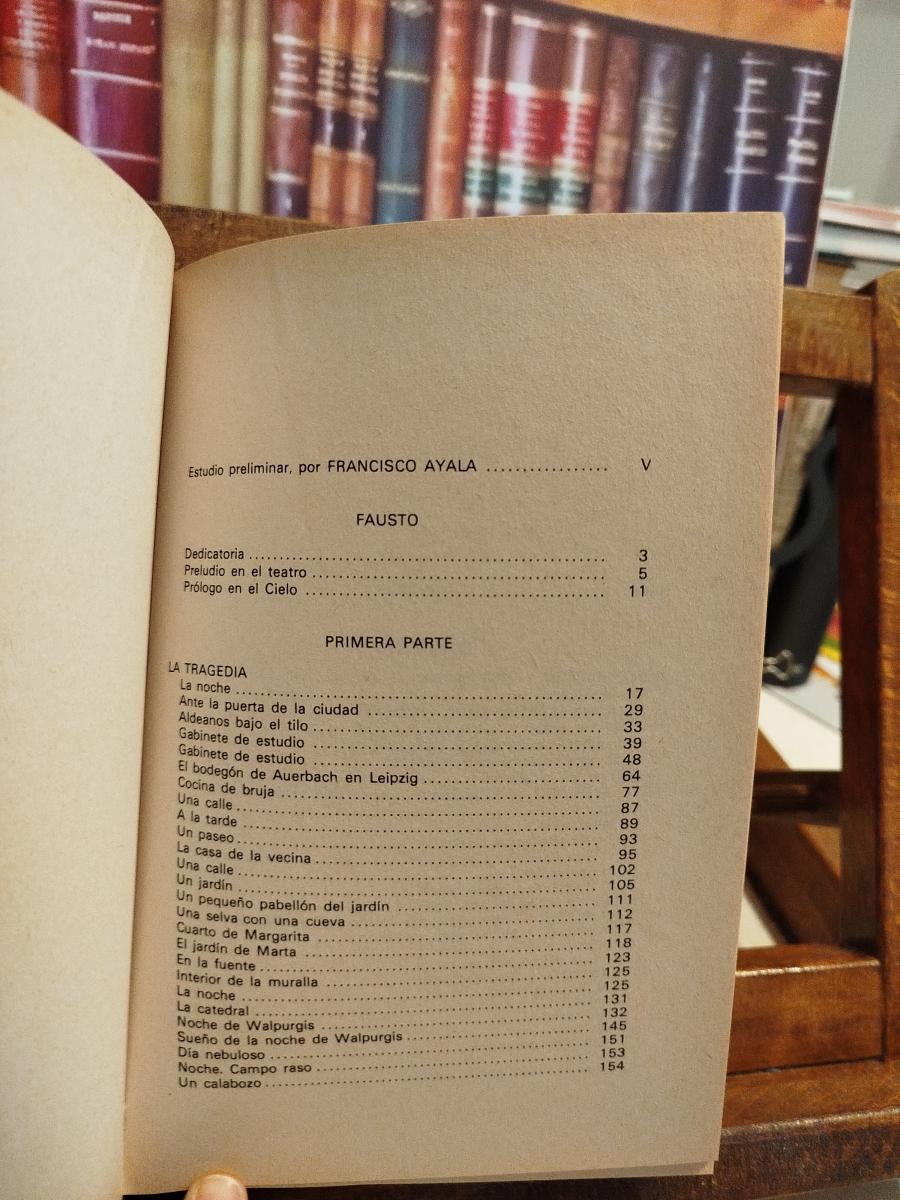 Estudio preliminar, por FRANCISCO AYALA ................. V
FAUSTO
Dedicatoria ........................................ 3
Preludio en el teatro ........................................ 5
Prólogo en el Cielo ........................................ 11
PRIMERA PARTE
LA TRAGEDIA
La noche ........................................ 17
Ante la puerta de la ciudad ........................................ 29
Aldeanos bajo el tilo ........................................ 33
Gabinete de estudio ........................................ 39
Gabinete de estudio ........................................ 48
El bodegón de Auerbach en Leipzig ........................................ 64
Cocina de bruja ........................................ 77
Una calle ........................................ 87
A la tarde ........................................ 89
Un paseo ........................................ 93
La casa de la vecina ........................................ 95
Una calle ........................................ 102
Un jardín ........................................ 105
Un pequeño pabellón del jardín ........................................ 111
Una selva con una cueva ........................................ 112
Cuarto de Margarita ........................................ 117
El jardín de Marta ........................................ 118
En la fuente ........................................ 123
Interior de la muralla ........................................ 125
La noche ........................................ 125
La catedral ........................................ 131
Noche de Walpurgis ........................................ 132
Sueño de la noche de Walpurgis ........................................ 145
Día nebuloso ........................................ 151
Noche. Campo raso ........................................ 153
Un calabozo ........................................ 154